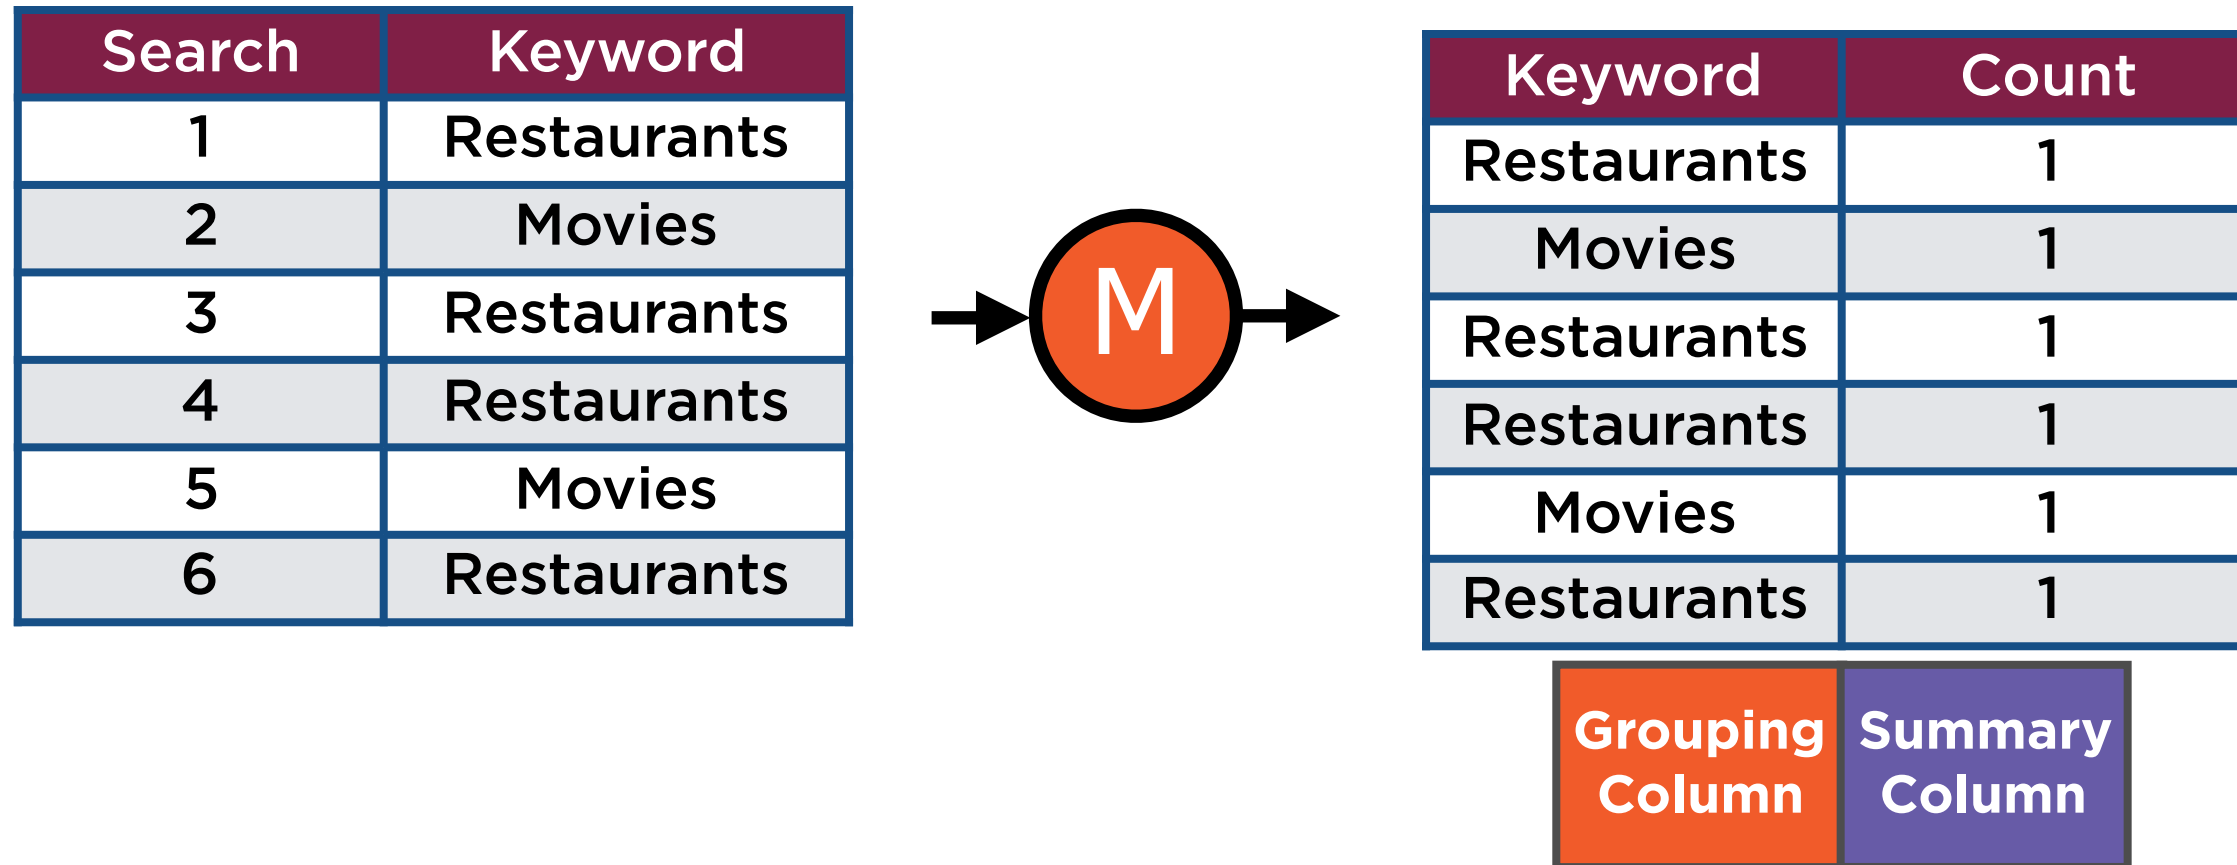 Search Keyword
1 Restaurants
2 Movies
3 Restaurants
4 Restaurants
5 Movies
6 Restaurants
M
Keyword Count
Restaurants 1
Movies 1
Restaurants 1
Restaurants 1
Movies 1
Restaurants 1
Grouping
Column
Summary
Column